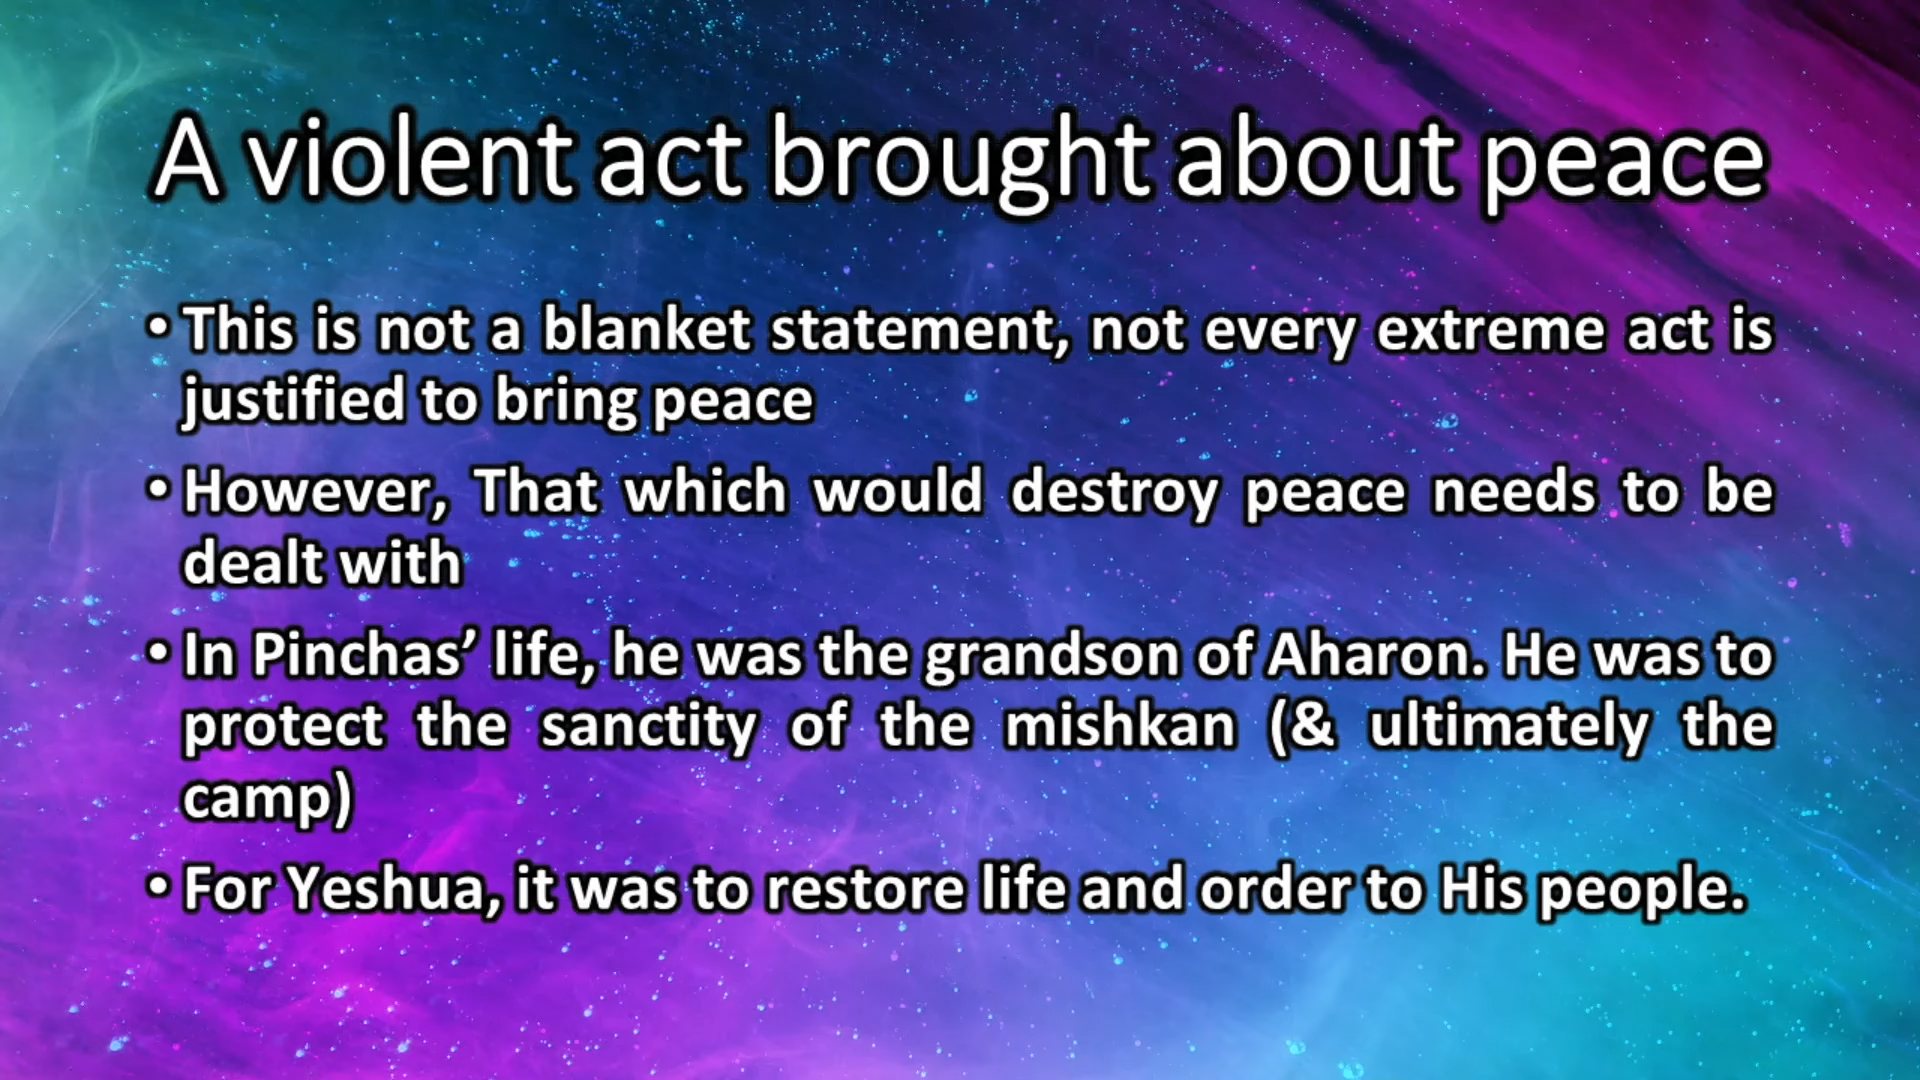 A violent act brought about peace
• This is not a blanket statement, not every extreme act is
justified to bring peace
• However, That which would destroy peace needs to be
dealt with
• In Pinchas’ life, he was the grandson of Aharon. He was to
protect the sanctity of the mishkan (& ultimately the
camp)
• For Yeshua, it was to restore life and order to His people.